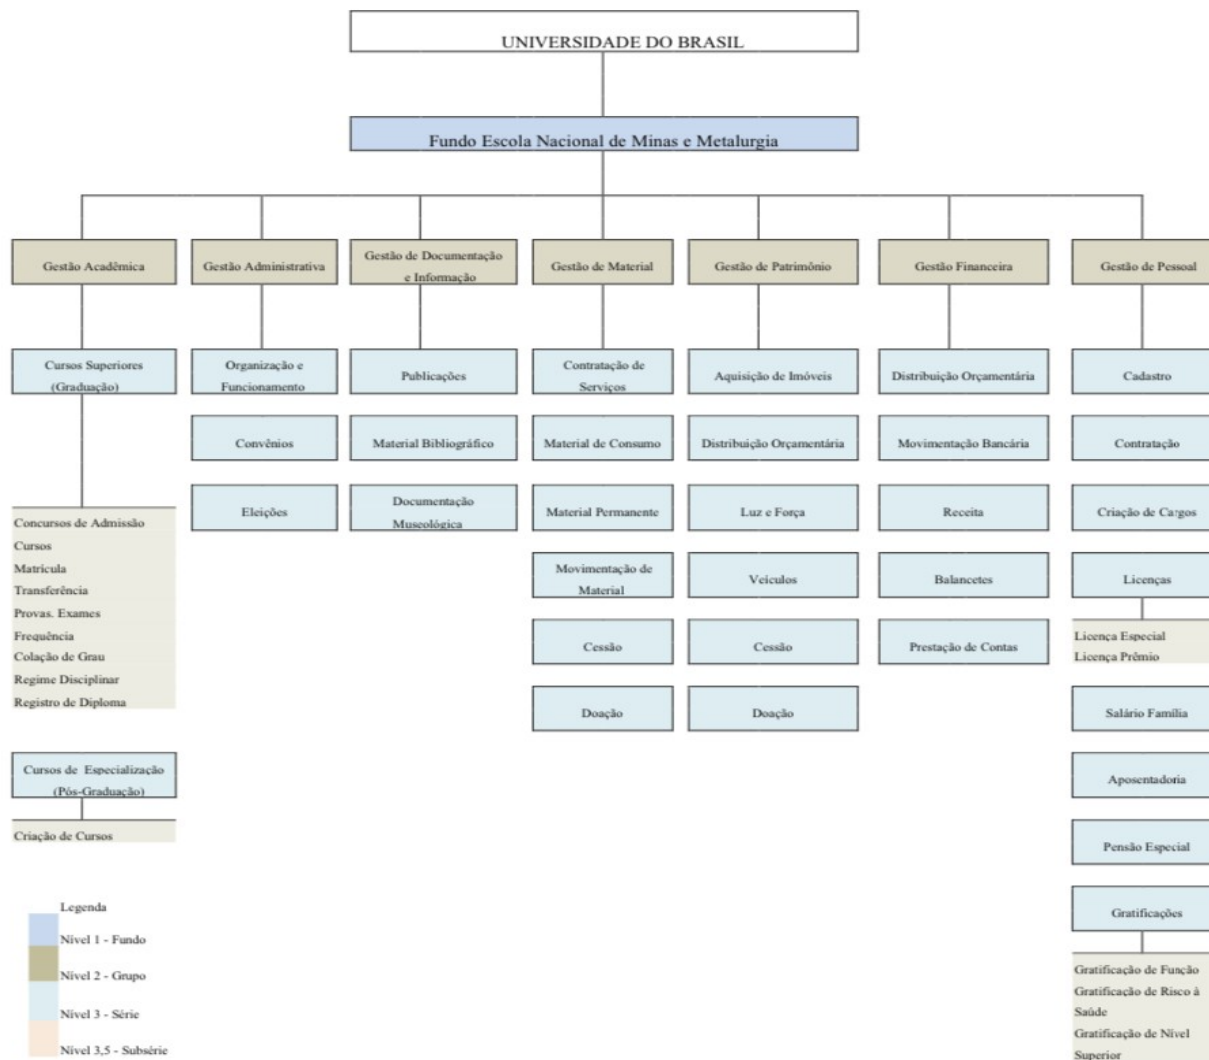 UNIVERSIDADE DO BRASIL
Fundo Escola Nacional de Minas e Metalurgia
Gestão Acadêmica
Cursos Superiores
(Graduação)
Concursos de Admissão
Cursos
Matrícula
Transferência
Provas. Exames
Frequência
Colação de Grau
Regime Disciplinar
Registro de Diploma
Cursos de Especialização
(Pós-Graduação)
Criação de Cursos
Gestão Administrativa
Organização e
Funcionamento
Convênios
Eleições
Gestão de Documentação
e Informação
Publicações
Material Bibliográfico
Documentação
Museológica
Gestão de Material
Contratação de
Serviços
Material de Consumo
Material Permanente
Movimentação de
Material
Cessão
Doação
Gestão de Patrimônio
Aquisição de Imóveis
Distribuição Orçamentária
Luz e Força
Veículos
Cessão
Doação
Gestão Financeira
Distribuição Orçamentária
Movimentação Bancária
Receita
Balancetes
Prestação de Contas
Gestão de Pessoal
Cadastro
Contratação
Criação de Cargos
Licenças
Licença Especial
Licença Prêmio
Salário Família
Aposentadoria
Pensão Especial
Gratificações
Gratificação de Função
Gratificação de Risco à
Saúde
Gratificação de Nível
Superior
Legenda
Nível 1 - Fundo
Nível 2 - Grupo
Nível 3 - Série
Nível 3,5 - Subsérie